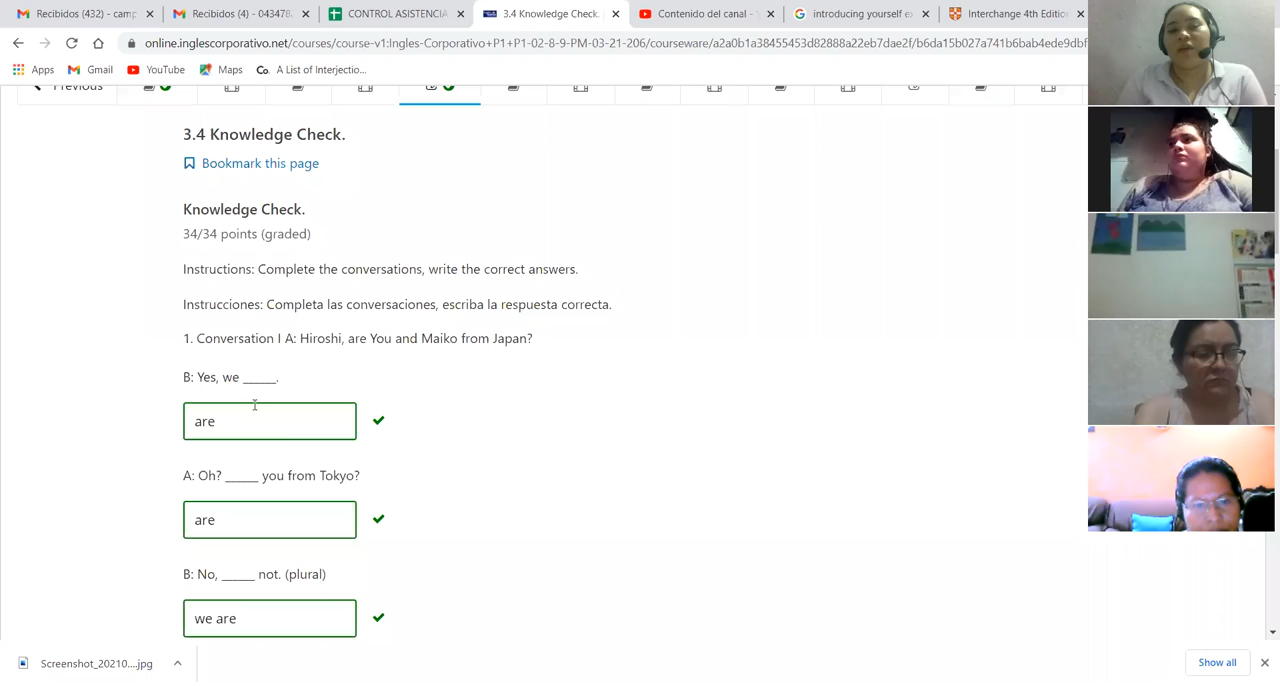 Recibidos (432) - camp
Recibidos (4) - 043478
CONTROL ASISTENCIA
3.4 Knowledge Check.
Contenido del canal -
introducing yourself ex
Interchange 4th Edition
online.inglescorporativo.net/courses/course-v1:Ingles-Corporativo+P1+P1-02-8-9-PM-03-21-206/courseware/a2a0b1a38455453d82888a22eb7dae2f/b6da15b027a741b6bab4ede9dbf
Apps
Gmail
YouTube
Maps
Co. A List of Interjectio...
Previous
3.4 Knowledge Check.
Bookmark this page
Knowledge Check.
34/34 points (graded)
Instructions: Complete the conversations, write the correct answers.
Instrucciones: Completa las conversaciones, escriba la respuesta correcta.
1. Conversation I A: Hiroshi, are You and Maiko from Japan?
B: Yes, we _____.
are
A: Oh? _____ you from Tokyo?
are
B: No, _____ not. (plural)
we are
Screenshot_20210....jpg
Show all